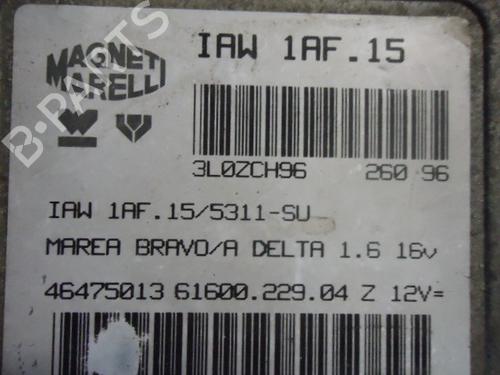 MAGNETI MARELLI
IAW 1AF.15
3L0ZCH96 260 96
IAW 1AF.15/5311-SU
MAREA BRAVO/A DELTA 1.6 16v
46475013 61600.229.04 Z 12V=
B-PARTS